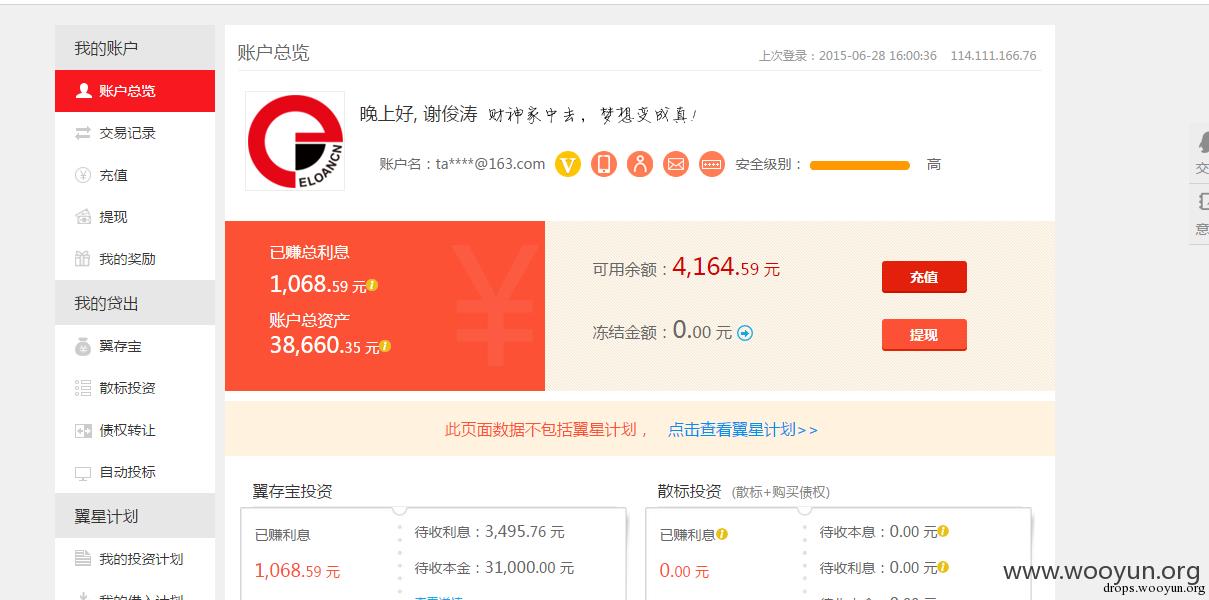 我的账户
账户总览
交易记录
充值
提现
我的奖励
我的贷出
翼存宝
散标投资
债权转让
自动投标
翼星计划
我的投资计划
我的借入计划
账户总览
上次登录：2015-06-28 16:00:36 114.111.166.76
ELOANCN
晚上好, 谢俊涛 财神家中去，梦想变成真！
账户名：ta****@163.com V 安全级别： 高
已赚总利息
1,068.59 元
账户总资产
38,660.35 元
¥
可用余额：4,164.59 元
充值
冻结金额：0.00 元
提现
此页面数据不包括翼星计划， 点击查看翼星计划>>
翼存宝投资
已赚利息
1,068.59 元
待收利息：3,495.76 元
待收本金：31,000.00 元
散标投资 (散标+购买债权)
已赚利息
0.00 元
待收本息：0.00 元
待收利息：0.00 元
交
意
www.wooyun.org
drops.wooyun.org